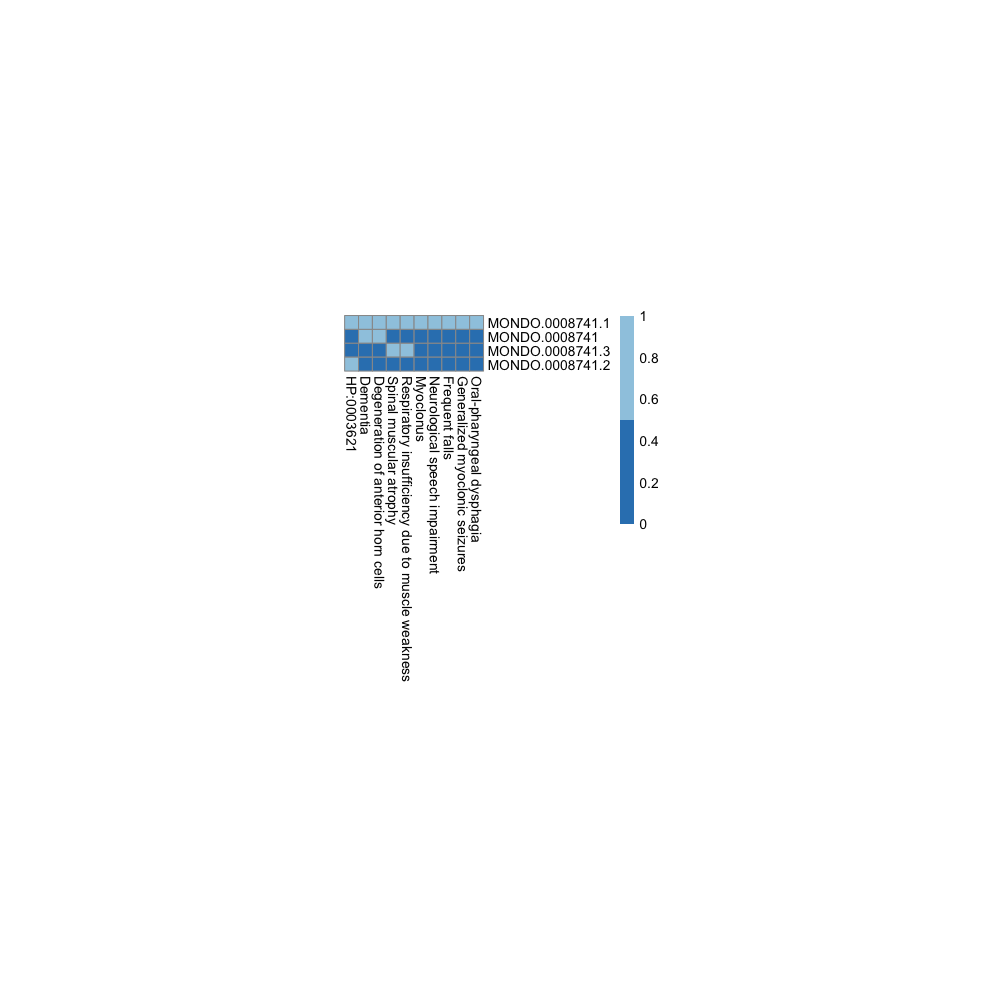 MONDO.0008741.1
MONDO.0008741
MONDO.0008741.3
MONDO.0008741.2
1
0.8
0.6
0.4
0.2
0
HP:0003621
Dementia
Degeneration of anterior horn cells
Spinal muscular atrophy
Respiratory insufficiency due to muscle weakness
Myoclonus
Neurological speech impairment
Frequent falls
Generalized myoclonic seizures
Oral-pharyngeal dysphagia